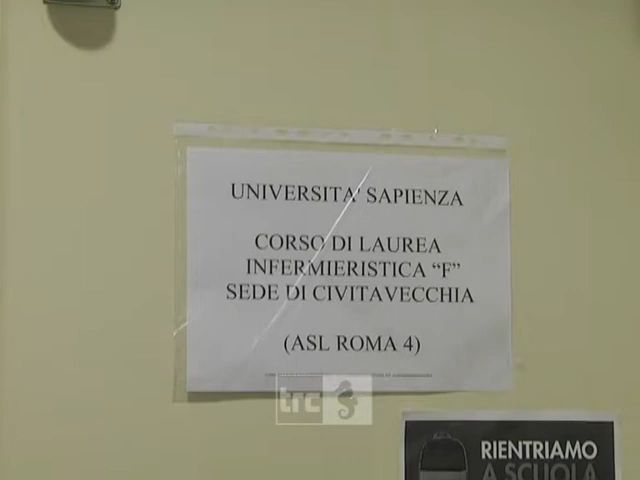 UNIVERSITA' SAPIENZA
CORSO DI LAUREA
INFERMIERISTICA “F”
SEDE DI CIVITAVECCHIA
(ASL ROMA 4)
trc
RIENTRIAMO
A SCUOLA